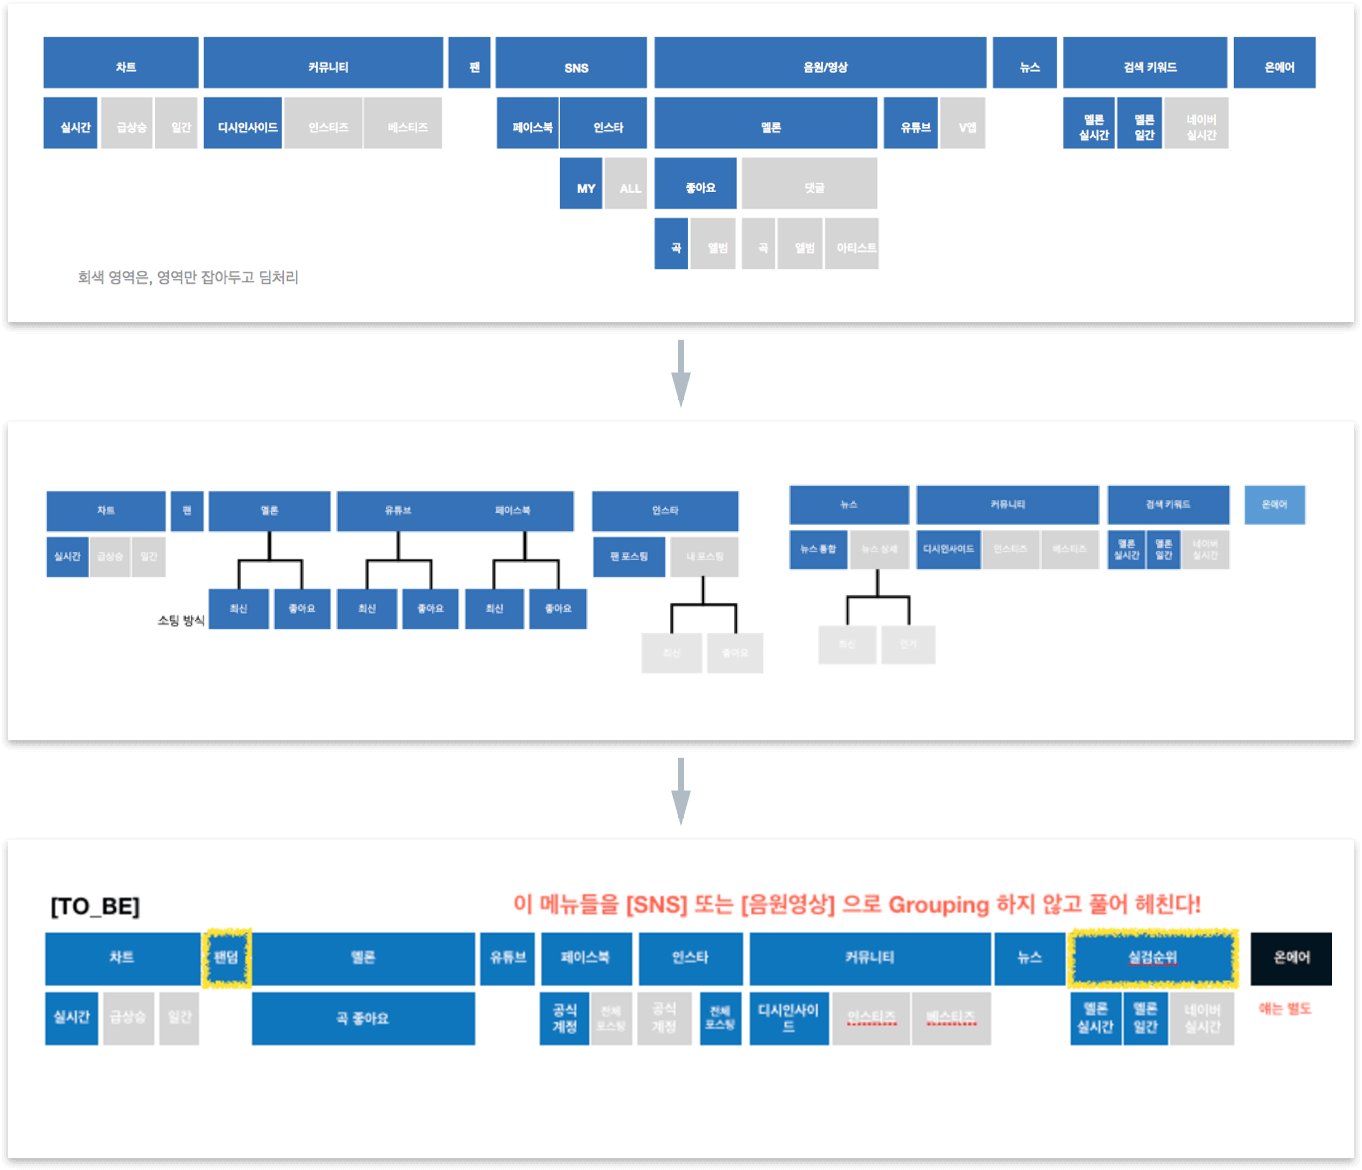 차트 커뮤니티 팬 SNS 음원/영상 뉴스 검색 키워드 온에어
실시간 급상승 일간 디시인사이드 인스티즈 베스티즈 페이스북 인스타 멜론 유튜브 V앱 멜론 실시간 멜론 일간 네이버 실시간
MY ALL 좋아요 댓글
곡 앨범 곡 앨범 아티스트
회색 영역은, 영역만 잡아두고 딤처리
차트 팬 멜론 유튜브 페이스북 인스타 뉴스 커뮤니티 검색 키워드 온에어
실시간 급상승 일간 팬 포스팅 내 포스팅 뉴스 통합 뉴스 상세 디시인사이드 인스티즈 베스티즈 멜론 실시간 멜론 일간 네이버 실시간
소팅 방식 최신 좋아요 최신 좋아요 최신 좋아요
최신 좋아요 최신 인기
[TO_BE] 이 메뉴들을 [SNS] 또는 [음원영상] 으로 Grouping 하지 않고 풀어 헤친다!
차트 팬덤 멜론 유튜브 페이스북 인스타 커뮤니티 뉴스 실검순위 온에어
실시간 급상승 일간 곡 좋아요 공식 계정 전체 포스팅 공식 계정 전체 포스팅 디시인사이드 인스티즈 베스티즈 멜론 실시간 멜론 일간 네이버 실시간 얘는 별도